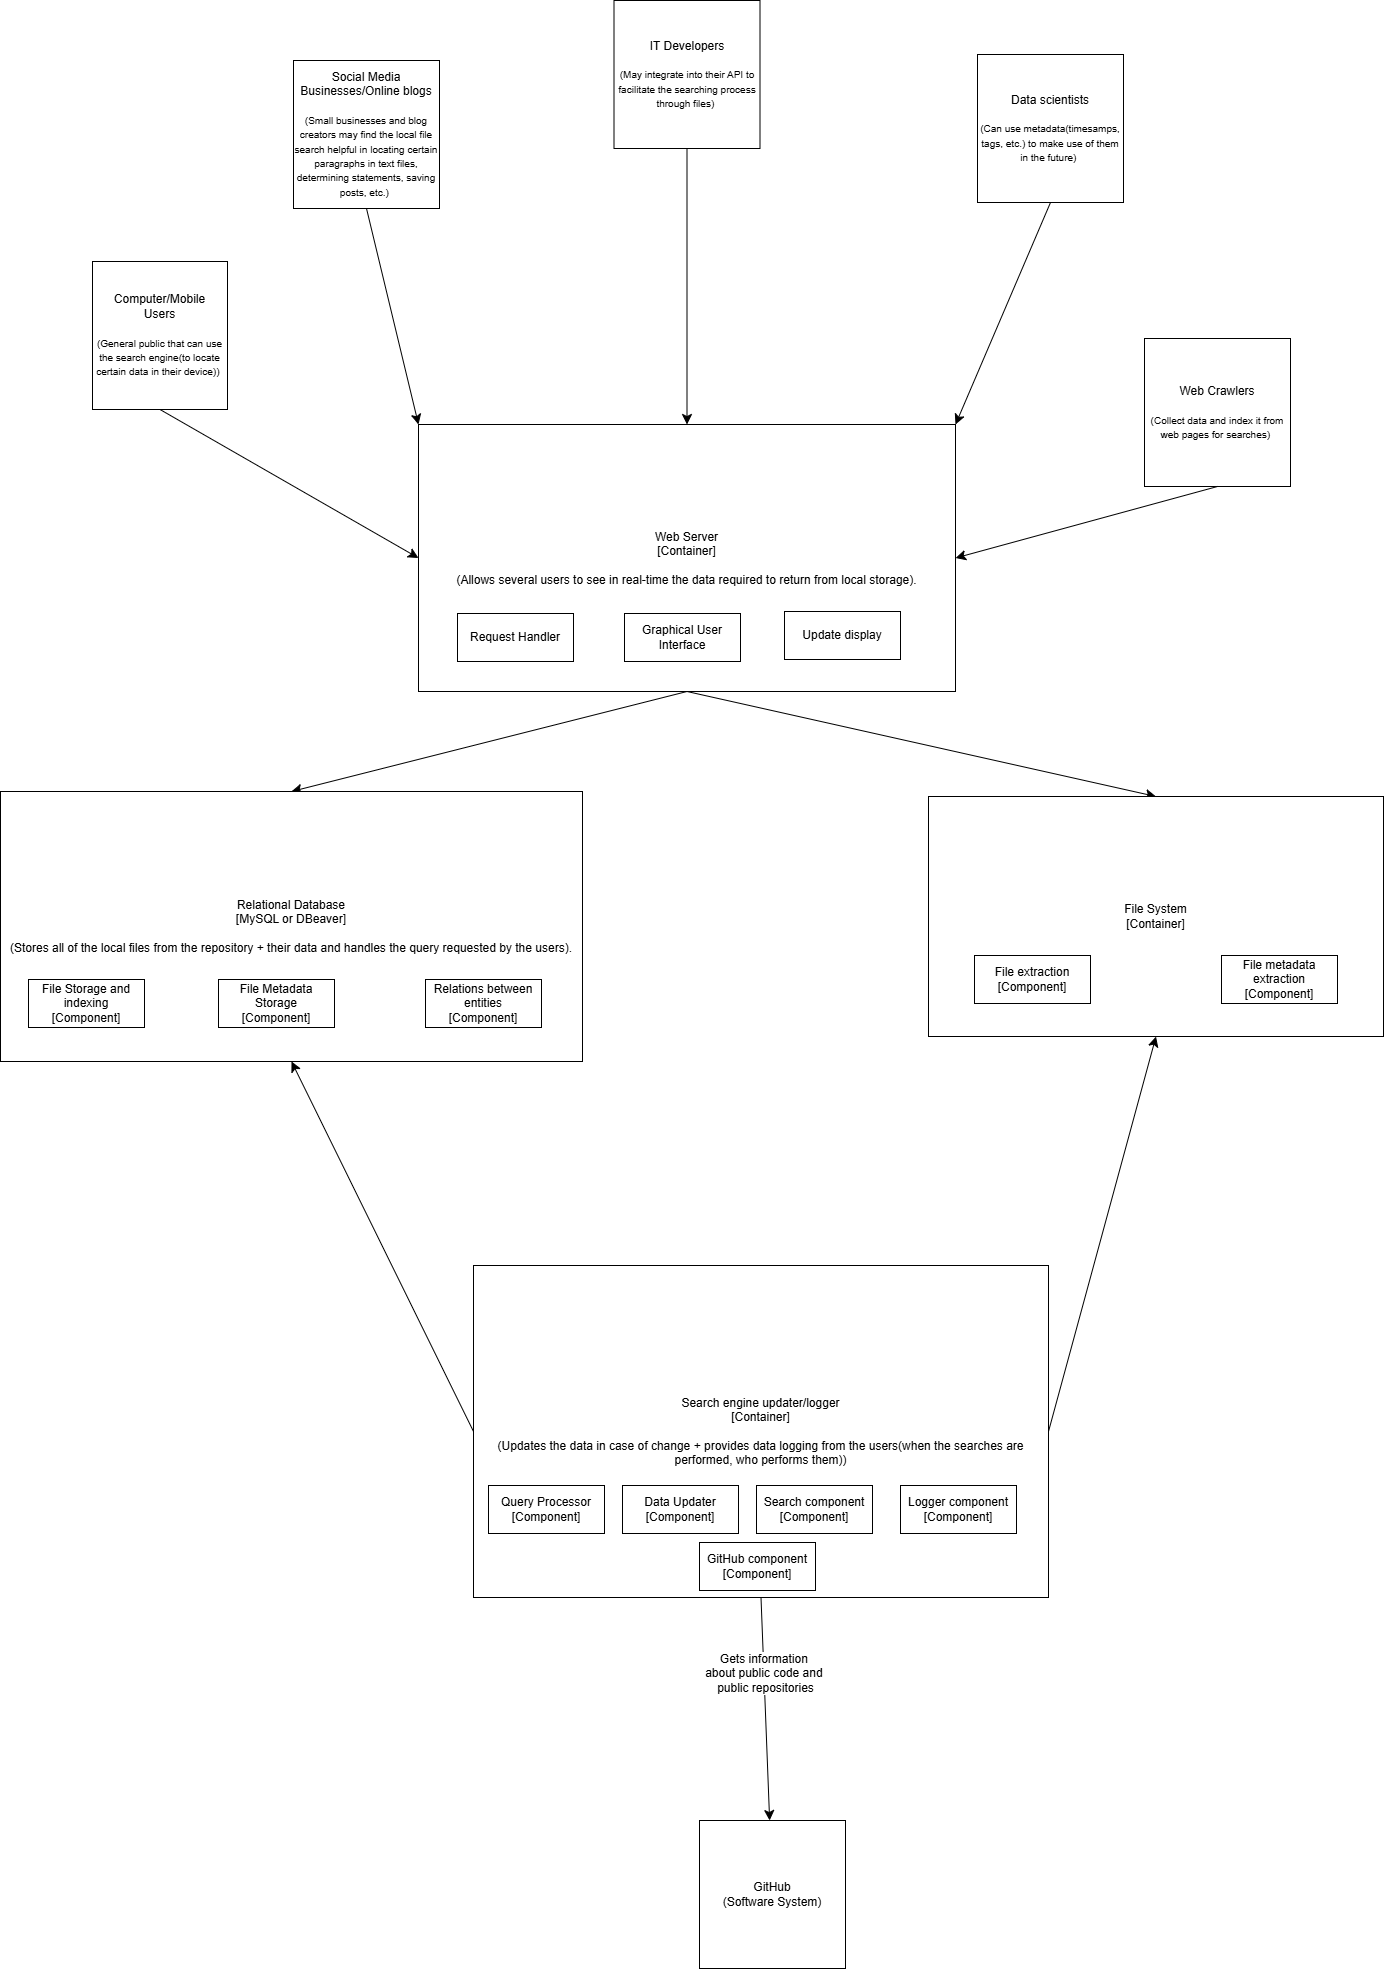 IT Developers
(May integrate into their API to
facilitate the searching process
through files)
Social Media
Businesses/Online blogs
(Small businesses and blog
creators may find the local file
search helpful in locating certain
paragraphs in text files,
determining statements, saving
posts, etc.)
Data scientists
(Can use metadata(timesamps,
tags, etc.) to make use of them
in the future)
Computer/Mobile
Users
(General public that can use
the search engine(to locate
certain data in their device))
Web Crawlers
(Collect data and index it from
web pages for searches)
Web Server
[Container]
(Allows several users to see in real-time the data required to return from local storage).
Request Handler
Graphical User
Interface
Update display
Relational Database
[MySQL or DBeaver]
(Stores all of the local files from the repository + their data and handles the query requested by the users).
File Storage and
indexing
[Component]
File Metadata
Storage
[Component]
Relations between
entities
[Component]
File System
[Container]
File extraction
[Component]
File metadata
extraction
[Component]
Search engine updater/logger
[Container]
(Updates the data in case of change + provides data logging from the users(when the searches are
performed, who performs them))
Query Processor
[Component]
Data Updater
[Component]
Search component
[Component]
Logger component
[Component]
GitHub component
[Component]
Gets information
about public code and
public repositories
GitHub
(Software System)